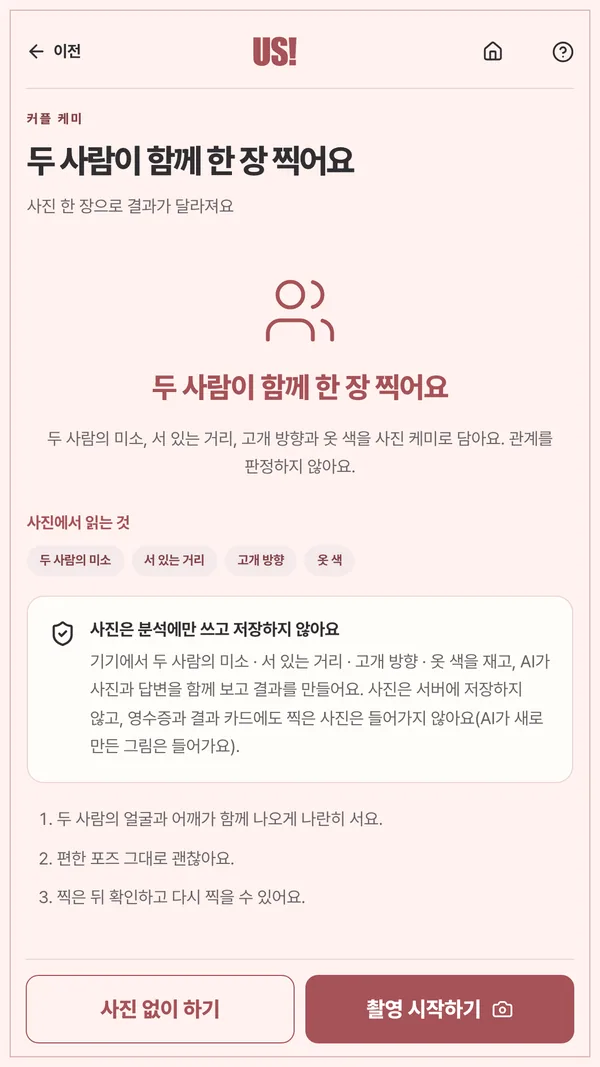 이전
US!
커플 케미
두 사람이 함께 한 장 찍어요
사진 한 장으로 결과가 달라져요
두 사람이 함께 한 장 찍어요
두 사람의 미소, 서 있는 거리, 고개 방향과 옷 색을 사진 케미로 담아요. 관계를
판정하지 않아요.
사진에서 읽는 것
두 사람의 미소
서 있는 거리
고개 방향
옷 색
사진은 분석에만 쓰고 저장하지 않아요
기기에서 두 사람의 미소 · 서 있는 거리 · 고개 방향 · 옷 색을 재고, AI가
사진과 답변을 함께 보고 결과를 만들어요. 사진은 서버에 저장하지
않고, 영수증과 결과 카드에도 찍은 사진은 들어가지 않아요(AI가 새로
만든 그림은 들어가요).
1. 두 사람의 얼굴과 어깨가 함께 나오게 나란히 서요.
2. 편한 포즈 그대로 괜찮아요.
3. 찍은 뒤 확인하고 다시 찍을 수 있어요.
사진 없이 하기
촬영 시작하기